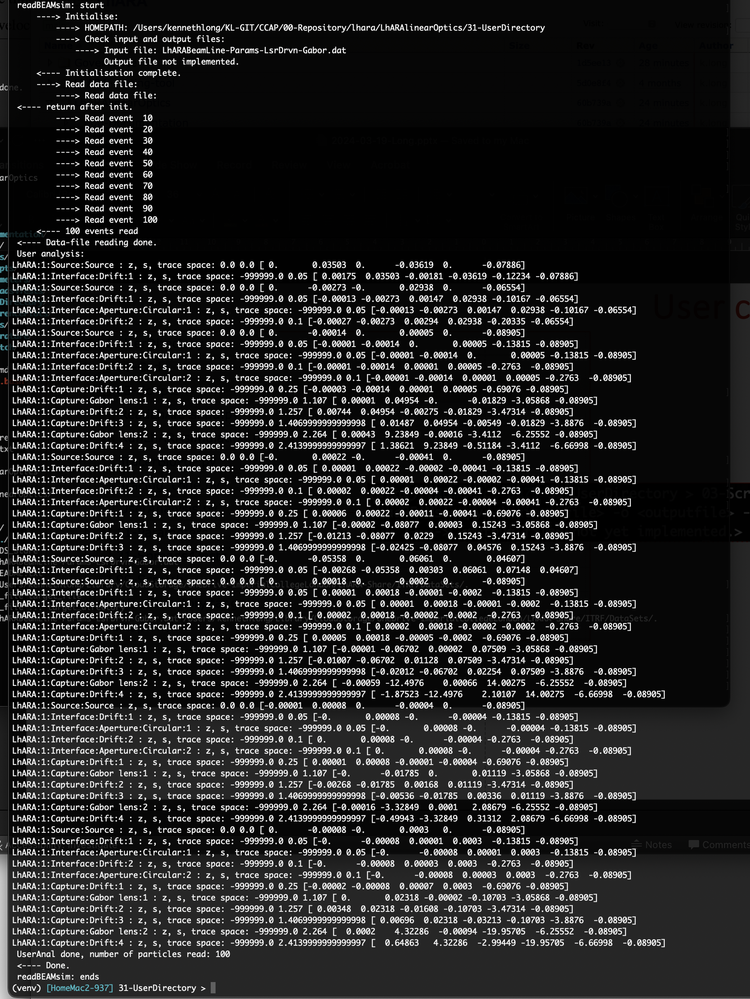 readBEAMsim: start
----> Initialise:
----> HOMEPATH: /Users/kennethlong/KL-GIT/CCAP/00-Repository/lhara/LhARAlinearOptics/31-UserDirectory
----> Check input and output files:
----> Input file: LhARABeamLine-Params-LsrDrvn-Gabor.dat
Output file not implemented.
<---- Initialisation complete.
----> Read data file:
----> Read data file:
<---- return after init.
----> Read event  10
----> Read event  20
----> Read event  30
----> Read event  40
----> Read event  50
----> Read event  60
----> Read event  70
----> Read event  80
----> Read event  90
----> Read event  100
<---- 100 events read
<---- Data-file reading done.
User analysis:
LhARA:1:Source:Source : z, s, trace space: 0.0 0.0 [ 0.       0.03503  0.      -0.03619  0.      -0.07886]
LhARA:1:Interface:Drift:1 : z, s, trace space: -999999.0 0.05 [ 0.00175  0.03503 -0.00181 -0.03619 -0.12234 -0.07886]
LhARA:1:Source:Source : z, s, trace space: 0.0 0.0 [ 0.      -0.00273 -0.       0.02938  0.      -0.06554]
LhARA:1:Interface:Drift:1 : z, s, trace space: -999999.0 0.05 [-0.00013 -0.00273  0.00147  0.02938 -0.10167 -0.06554]
LhARA:1:Interface:Aperture:Circular:1 : z, s, trace space: -999999.0 0.05 [-0.00013 -0.00273  0.00147  0.02938 -0.10167 -0.06554]
LhARA:1:Interface:Drift:2 : z, s, trace space: -999999.0 0.1 [-0.00027 -0.00273  0.00294  0.02938 -0.20335 -0.06554]
LhARA:1:Source:Source : z, s, trace space: 0.0 0.0 [ 0.      -0.00014  0.       0.00005  0.      -0.08905]
LhARA:1:Interface:Drift:1 : z, s, trace space: -999999.0 0.05 [-0.00001 -0.00014  0.       0.00005 -0.13815 -0.08905]
LhARA:1:Interface:Aperture:Circular:1 : z, s, trace space: -999999.0 0.05 [-0.00001 -0.00014  0.       0.00005 -0.13815 -0.08905]
LhARA:1:Interface:Drift:2 : z, s, trace space: -999999.0 0.1 [-0.00001 -0.00014  0.00001  0.00005 -0.2763  -0.08905]
LhARA:1:Interface:Aperture:Circular:2 : z, s, trace space: -999999.0 0.1 [-0.00001 -0.00014  0.00001  0.00005 -0.2763  -0.08905]
LhARA:1:Capture:Drift:1 : z, s, trace space: -999999.0 0.25 [-0.00003 -0.00014  0.00001  0.00005 -0.69076 -0.08905]
LhARA:1:Capture:Gabor lens:1 : z, s, trace space: -999999.0 1.107 [ 0.00001  0.04954 -0.      -0.01829 -3.05868 -0.08905]
LhARA:1:Capture:Drift:2 : z, s, trace space: -999999.0 1.257 [ 0.00744  0.04954 -0.00275 -0.01829 -3.47314 -0.08905]
LhARA:1:Capture:Drift:3 : z, s, trace space: -999999.0 1.4069999999999998 [ 0.01487  0.04954 -0.00549 -0.01829 -3.8876  -0.08905]
LhARA:1:Capture:Gabor lens:2 : z, s, trace space: -999999.0 2.264 [ 0.00043  9.23849 -0.00016 -3.4112  -6.25552 -0.08905]
LhARA:1:Capture:Drift:4 : z, s, trace space: -999999.0 2.4139999999999997 [ 1.38621  9.23849 -0.51184 -3.4112  -6.66998 -0.08905]
LhARA:1:Source:Source : z, s, trace space: 0.0 0.0 [-0.       0.00022 -0.      -0.00041  0.      -0.08905]
LhARA:1:Interface:Drift:1 : z, s, trace space: -999999.0 0.05 [ 0.00001  0.00022 -0.00002 -0.00041 -0.13815 -0.08905]
LhARA:1:Interface:Aperture:Circular:1 : z, s, trace space: -999999.0 0.05 [ 0.00001  0.00022 -0.00002 -0.00041 -0.13815 -0.08905]
LhARA:1:Interface:Drift:2 : z, s, trace space: -999999.0 0.1 [ 0.00002  0.00022 -0.00004 -0.00041 -0.2763  -0.08905]
LhARA:1:Interface:Aperture:Circular:2 : z, s, trace space: -999999.0 0.1 [ 0.00002  0.00022 -0.00004 -0.00041 -0.2763  -0.08905]
LhARA:1:Capture:Drift:1 : z, s, trace space: -999999.0 0.25 [ 0.00006  0.00022 -0.00011 -0.00041 -0.69076 -0.08905]
LhARA:1:Capture:Gabor lens:1 : z, s, trace space: -999999.0 1.107 [-0.00002 -0.08077  0.00003  0.15243 -3.05868 -0.08905]
LhARA:1:Capture:Drift:2 : z, s, trace space: -999999.0 1.257 [-0.01213 -0.08077  0.0229   0.15243 -3.47314 -0.08905]
LhARA:1:Capture:Drift:3 : z, s, trace space: -999999.0 1.4069999999999998 [-0.02425 -0.08077  0.04576  0.15243 -3.8876  -0.08905]
LhARA:1:Source:Source : z, s, trace space: 0.0 0.0 [-0.      -0.05358  0.       0.06061  0.       0.04607]
LhARA:1:Interface:Drift:1 : z, s, trace space: -999999.0 0.05 [-0.00268 -0.05358  0.00303  0.06061  0.07148  0.04607]
LhARA:1:Source:Source : z, s, trace space: 0.0 0.0 [-0.       0.00018 -0.      -0.0002   0.      -0.08905]
LhARA:1:Interface:Drift:1 : z, s, trace space: -999999.0 0.05 [ 0.00001  0.00018 -0.00001 -0.0002  -0.13815 -0.08905]
LhARA:1:Interface:Aperture:Circular:1 : z, s, trace space: -999999.0 0.05 [ 0.00001  0.00018 -0.00001 -0.0002  -0.13815 -0.08905]
LhARA:1:Interface:Drift:2 : z, s, trace space: -999999.0 0.1 [ 0.00002  0.00018 -0.00002 -0.0002  -0.2763  -0.08905]
LhARA:1:Interface:Aperture:Circular:2 : z, s, trace space: -999999.0 0.1 [ 0.00002  0.00018 -0.00002 -0.0002  -0.2763  -0.08905]
LhARA:1:Capture:Drift:1 : z, s, trace space: -999999.0 0.25 [ 0.00005  0.00018 -0.00005 -0.0002  -0.69076 -0.08905]
LhARA:1:Capture:Gabor lens:1 : z, s, trace space: -999999.0 1.107 [-0.00001 -0.06702  0.00002  0.07509 -3.05868 -0.08905]
LhARA:1:Capture:Drift:2 : z, s, trace space: -999999.0 1.257 [-0.01007 -0.06702  0.01128  0.07509 -3.47314 -0.08905]
LhARA:1:Capture:Drift:3 : z, s, trace space: -999999.0 1.4069999999999998 [-0.02012 -0.06702  0.02254  0.07509 -3.8876  -0.08905]
LhARA:1:Capture:Gabor lens:2 : z, s, trace space: -999999.0 2.264 [ -0.00059 -12.4976    0.00066  14.00275  -6.25552  -0.08905]
LhARA:1:Capture:Drift:4 : z, s, trace space: -999999.0 2.4139999999999997 [ -1.87523 -12.4976    2.10107  14.00275  -6.66998  -0.08905]
LhARA:1:Source:Source : z, s, trace space: 0.0 0.0 [-0.00001  0.00008  0.      -0.00004  0.      -0.08905]
LhARA:1:Interface:Drift:1 : z, s, trace space: -999999.0 0.05 [-0.       0.00008 -0.      -0.00004 -0.13815 -0.08905]
LhARA:1:Interface:Aperture:Circular:1 : z, s, trace space: -999999.0 0.05 [-0.       0.00008 -0.      -0.00004 -0.13815 -0.08905]
LhARA:1:Interface:Drift:2 : z, s, trace space: -999999.0 0.1 [ 0.       0.00008 -0.      -0.00004 -0.2763  -0.08905]
LhARA:1:Interface:Aperture:Circular:2 : z, s, trace space: -999999.0 0.1 [ 0.       0.00008 -0.      -0.00004 -0.2763  -0.08905]
LhARA:1:Capture:Drift:1 : z, s, trace space: -999999.0 0.25 [ 0.00001  0.00008 -0.00001 -0.00004 -0.69076 -0.08905]
LhARA:1:Capture:Gabor lens:1 : z, s, trace space: -999999.0 1.107 [-0.      -0.01785  0.       0.01119 -3.05868 -0.08905]
LhARA:1:Capture:Drift:2 : z, s, trace space: -999999.0 1.257 [-0.00268 -0.01785  0.00168  0.01119 -3.47314 -0.08905]
LhARA:1:Capture:Drift:3 : z, s, trace space: -999999.0 1.4069999999999998 [-0.00536 -0.01785  0.00336  0.01119 -3.8876  -0.08905]
LhARA:1:Capture:Gabor lens:2 : z, s, trace space: -999999.0 2.264 [-0.00016 -3.32849  0.0001   2.08679 -6.25552 -0.08905]
LhARA:1:Capture:Drift:4 : z, s, trace space: -999999.0 2.4139999999999997 [-0.49943 -3.32849  0.31312  2.08679 -6.66998 -0.08905]
LhARA:1:Source:Source : z, s, trace space: 0.0 0.0 [ 0.      -0.00008 -0.       0.0003   0.      -0.08905]
LhARA:1:Interface:Drift:1 : z, s, trace space: -999999.0 0.05 [-0.      -0.00008  0.00001  0.0003  -0.13815 -0.08905]
LhARA:1:Interface:Aperture:Circular:1 : z, s, trace space: -999999.0 0.05 [-0.      -0.00008  0.00001  0.0003  -0.13815 -0.08905]
LhARA:1:Interface:Drift:2 : z, s, trace space: -999999.0 0.1 [-0.      -0.00008  0.00003  0.0003  -0.2763  -0.08905]
LhARA:1:Interface:Aperture:Circular:2 : z, s, trace space: -999999.0 0.1 [-0.      -0.00008  0.00003  0.0003  -0.2763  -0.08905]
LhARA:1:Capture:Drift:1 : z, s, trace space: -999999.0 0.25 [-0.00002 -0.00008  0.00007  0.0003  -0.69076 -0.08905]
LhARA:1:Capture:Gabor lens:1 : z, s, trace space: -999999.0 1.107 [ 0.       0.02318 -0.00002 -0.10703 -3.05868 -0.08905]
LhARA:1:Capture:Drift:2 : z, s, trace space: -999999.0 1.257 [ 0.00348  0.02318 -0.01608 -0.10703 -3.47314 -0.08905]
LhARA:1:Capture:Drift:3 : z, s, trace space: -999999.0 1.4069999999999998 [ 0.00696  0.02318 -0.03213 -0.10703 -3.8876  -0.08905]
LhARA:1:Capture:Gabor lens:2 : z, s, trace space: -999999.0 2.264 [  0.0002    4.32286  -0.00094 -19.95705  -6.25552  -0.08905]
LhARA:1:Capture:Drift:4 : z, s, trace space: -999999.0 2.4139999999999997 [  0.64863   4.32286  -2.99449 -19.95705  -6.66998  -0.08905]
UserAnal done, number of particles read: 100
<---- Done.
readBEAMsim: ends
(venv) [HomeMac2-937] 31-UserDirectory >